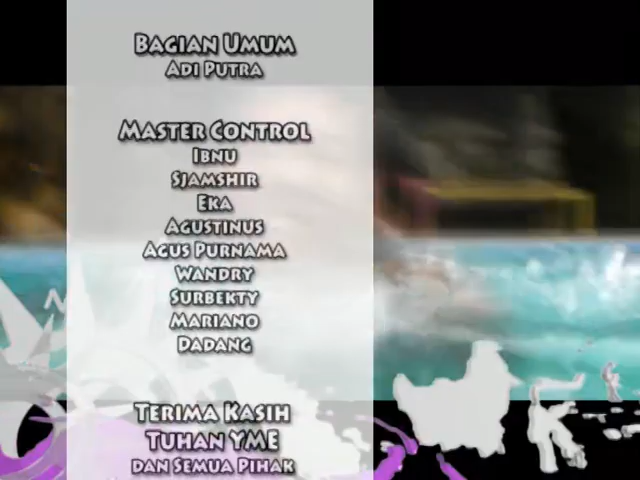 Bagian Umum
Adi Putra
Master Control
Ibnu
Sjamshir
Eka
Agustinus
Agus Purnama
Wandry
Surbekty
Mariano
Dadang
Terima Kasih
Tuhan YME
dan Semua Pihak